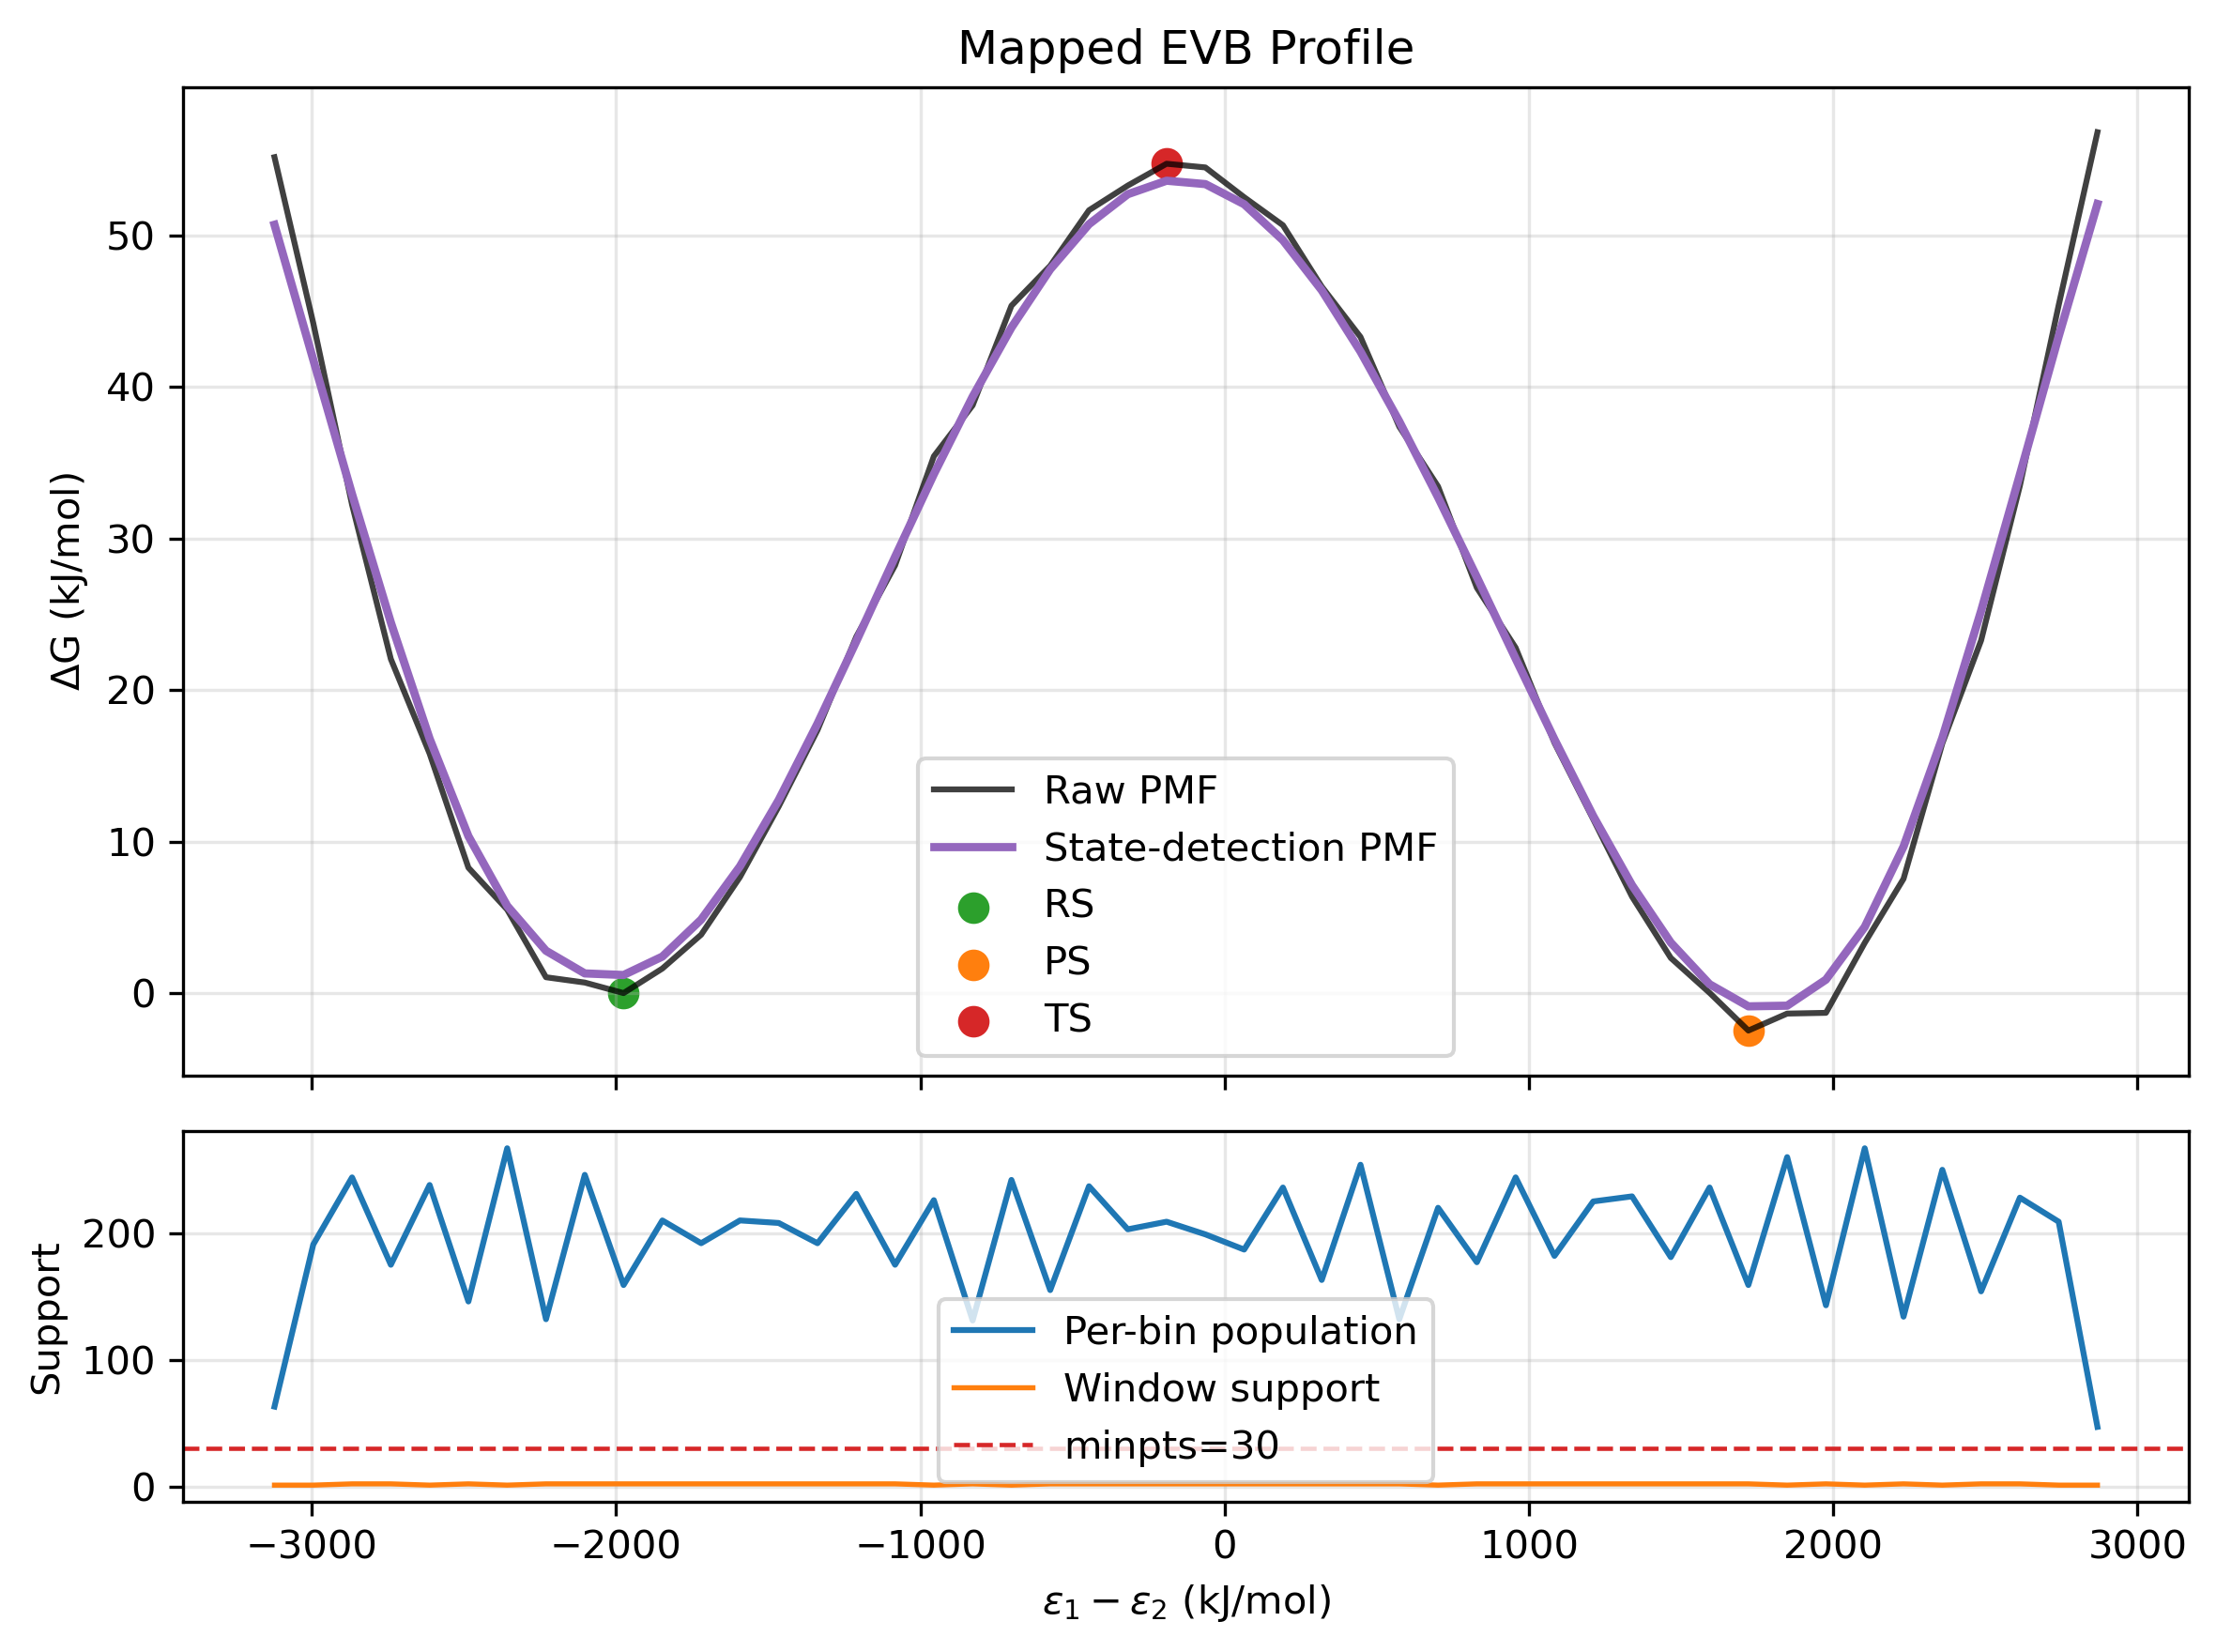 Mapped EVB Profile
50
40
30
20
10
0
ΔG (kJ/mol)
Raw PMF
State-detection PMF
RS
PS
TS
200
100
0
Support
Per-bin population
Window support
minpts=30
−3000
−2000
−1000
0
1000
2000
3000
ε₁ − ε₂ (kJ/mol)